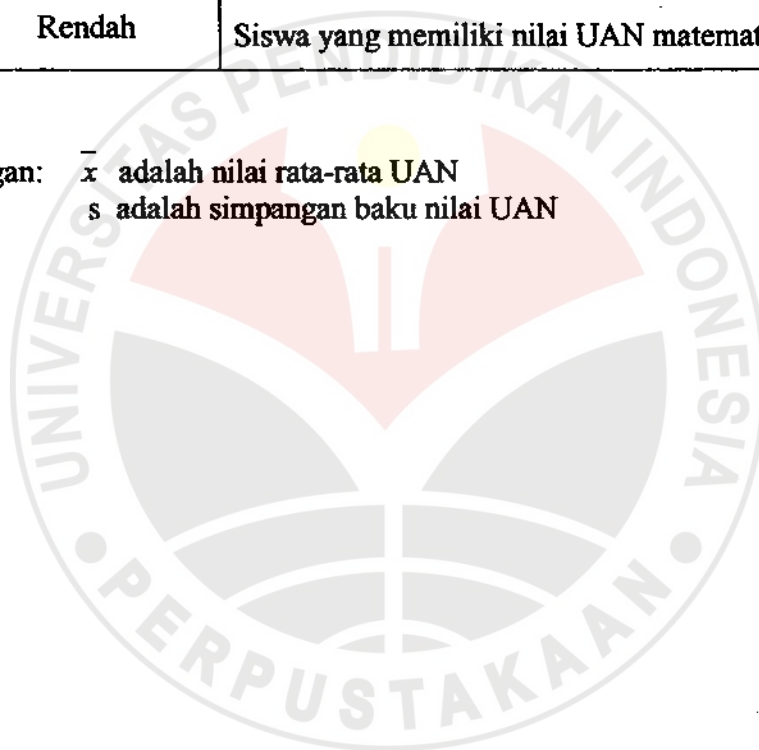 Rendah Siswa yang memiliki nilai UAN
gan: x̄ adalah nilai rata-rata UAN
s adalah simpangan baku nilai UAN
UNIVERSITAS PENDIDIKAN INDONESIA
PERPUSTAKAAN